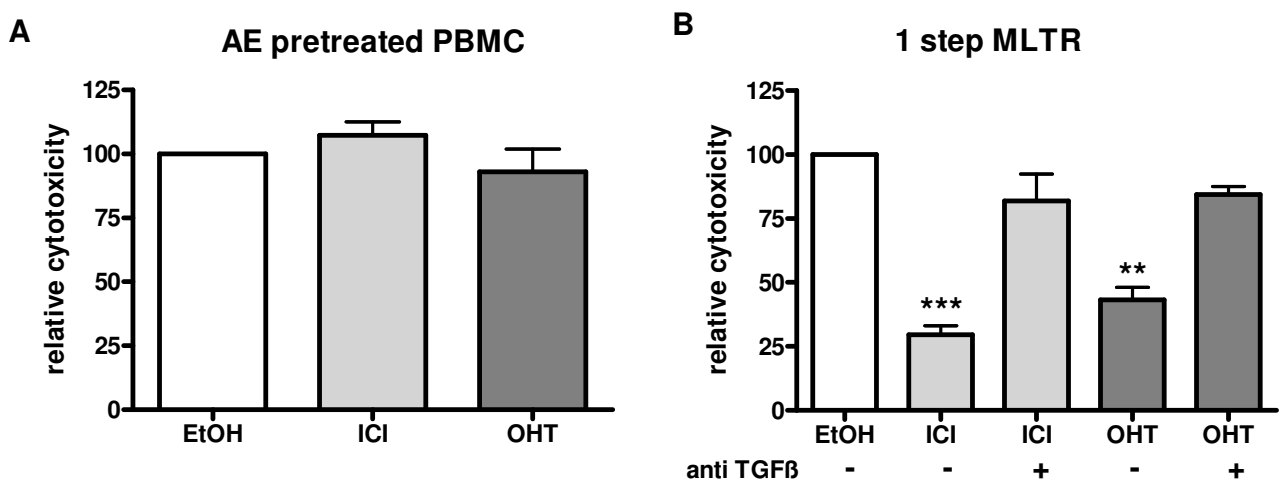 A
AE pretreated PBMC
relative cytotoxicity
125
100
75
50
25
0
EtOH ICI OHT
B
1 step MLTR
relative cytotoxicity
125
100
75
50
25
0
***
**
EtOH ICI ICI OHT OHT
anti TGFß - - + - +